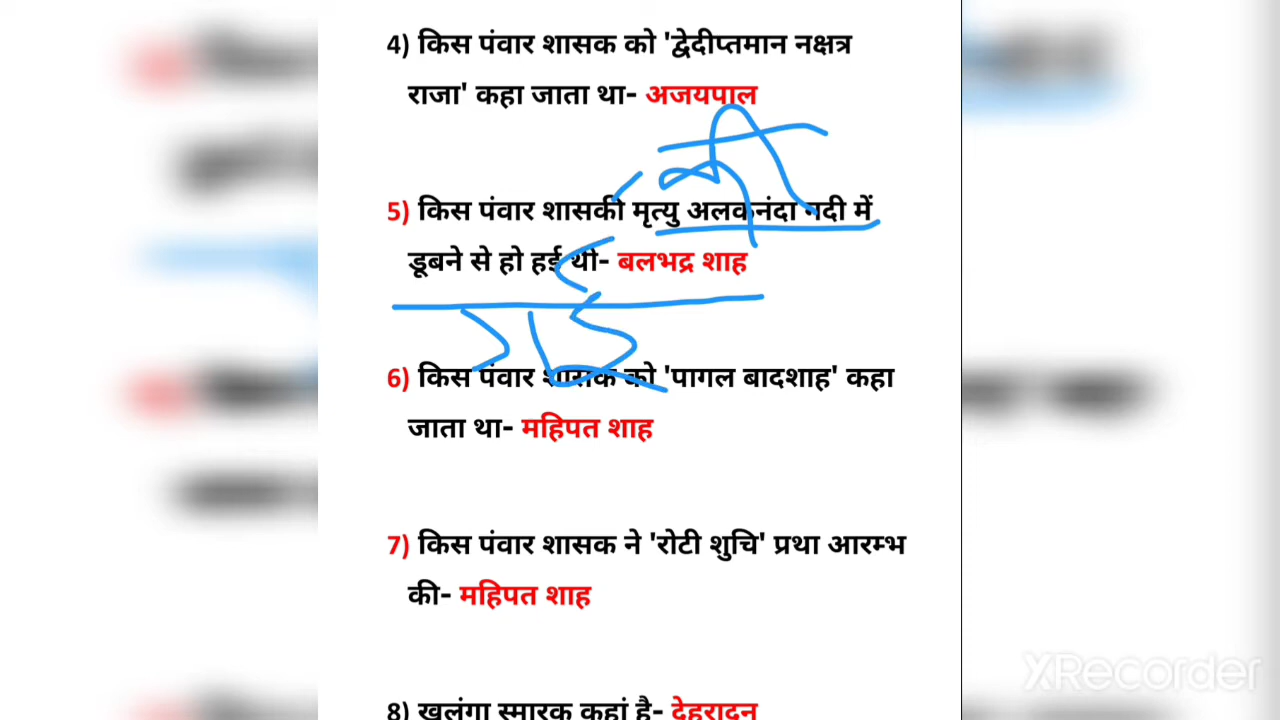 4) किस पंवार शासक को 'द्वेदीप्तमान नक्षत्र
राजा' कहा जाता था- अजयपाल
5) किस पंवार शासकी मृत्यु अलकनंदा नदी में
डूबने से हो हई थी- बलभद्र शाह
6) किस पंवार शासक को 'पागल बादशाह' कहा
जाता था- महिपत शाह
7) किस पंवार शासक ने 'रोटी शुचि' प्रथा आरम्भ
की- महिपत शाह
8) खलंगा स्मारक कहां है- देहरादून
XRecorder